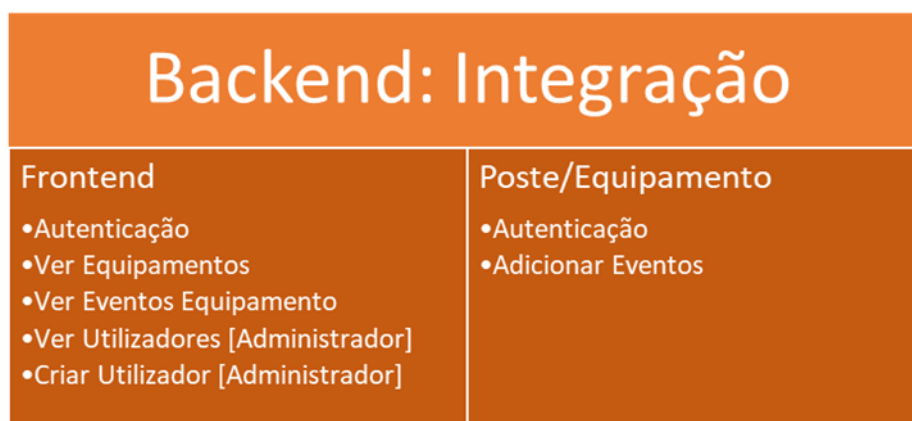 Backend: Integração
Frontend
•Autenticação
•Ver Equipamentos
•Ver Eventos Equipamento
•Ver Utilizadores [Administrador]
•Criar Utilizador [Administrador]
Poste/Equipamento
•Autenticação
•Adicionar Eventos